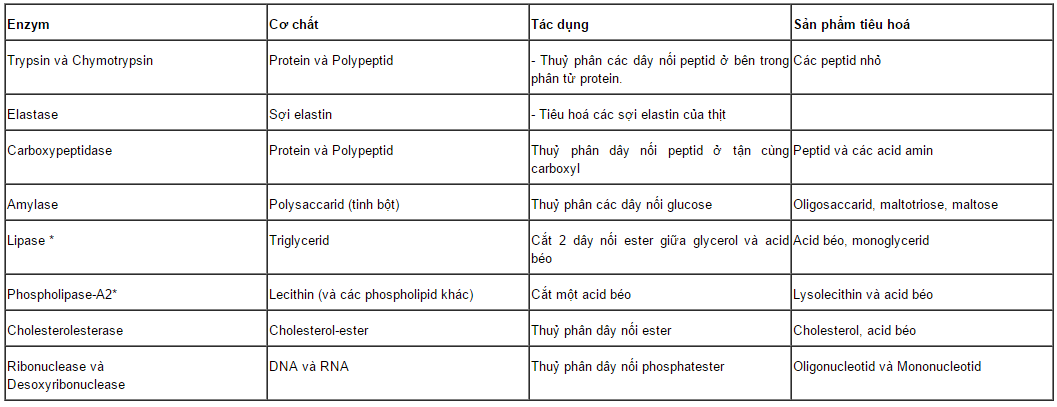 Enzym Cơ chất Tác dụng Sản phẩm tiêu hoá
Trypsin và Chymotrypsin Protein và Polypeptid - Thuỷ phân các dây nối peptid ở bên trong Các peptid nhỏ
phân tử protein.
Elastase Sợi elastin - Tiêu hoá các sợi elastin của thịt
Carboxypeptidase Protein và Polypeptid Thuỷ phân dây nối peptid ở tận cùng Peptid và các acid amin
carboxyl
Amylase Polysaccarid (tinh bột) Thuỷ phân các dây nối glucose Oligosaccarid, maltotriose, maltose
Lipase * Triglycerid Cắt 2 dây nối ester giữa glycerol và acid Acid béo, monoglycerid
béo
Phospholipase-A2* Lecithin (và các phospholipid khác) Cắt một acid béo Lysolecithin và acid béo
Cholesterolesterase Cholesterol-ester Thuỷ phân dây nối ester Cholesterol, acid béo
Ribonuclease và DNA và RNA Thuỷ phân dây nối phosphatester Oligonucleotid và Mononucleotid
Desoxyribonuclease